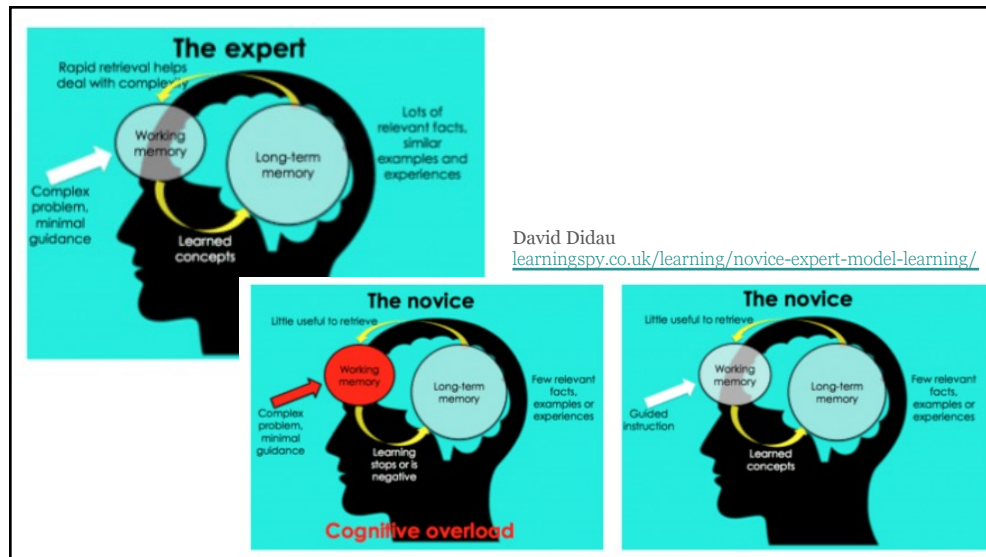 The expert
Rapid retrieval helps
deal with complexity
Working
memory
Long-term
memory
Lots of
relevant facts,
similar
examples and
experiences
Complex
problem,
minimal
guidance
Learned
concepts
David Didau
learningspy.co.uk/learning/novice-expert-model-learning/
The novice
Little useful to retrieve
Working
memory
Long-term
memory
Few relevant
facts,
examples or
experiences
Complex
problem,
minimal
guidance
Learning
stops or is
negative
Cognitive overload
The novice
Little useful to retrieve
Working
memory
Long-term
memory
Few relevant
facts,
examples or
experiences
Guided
instruction
Learned
concepts